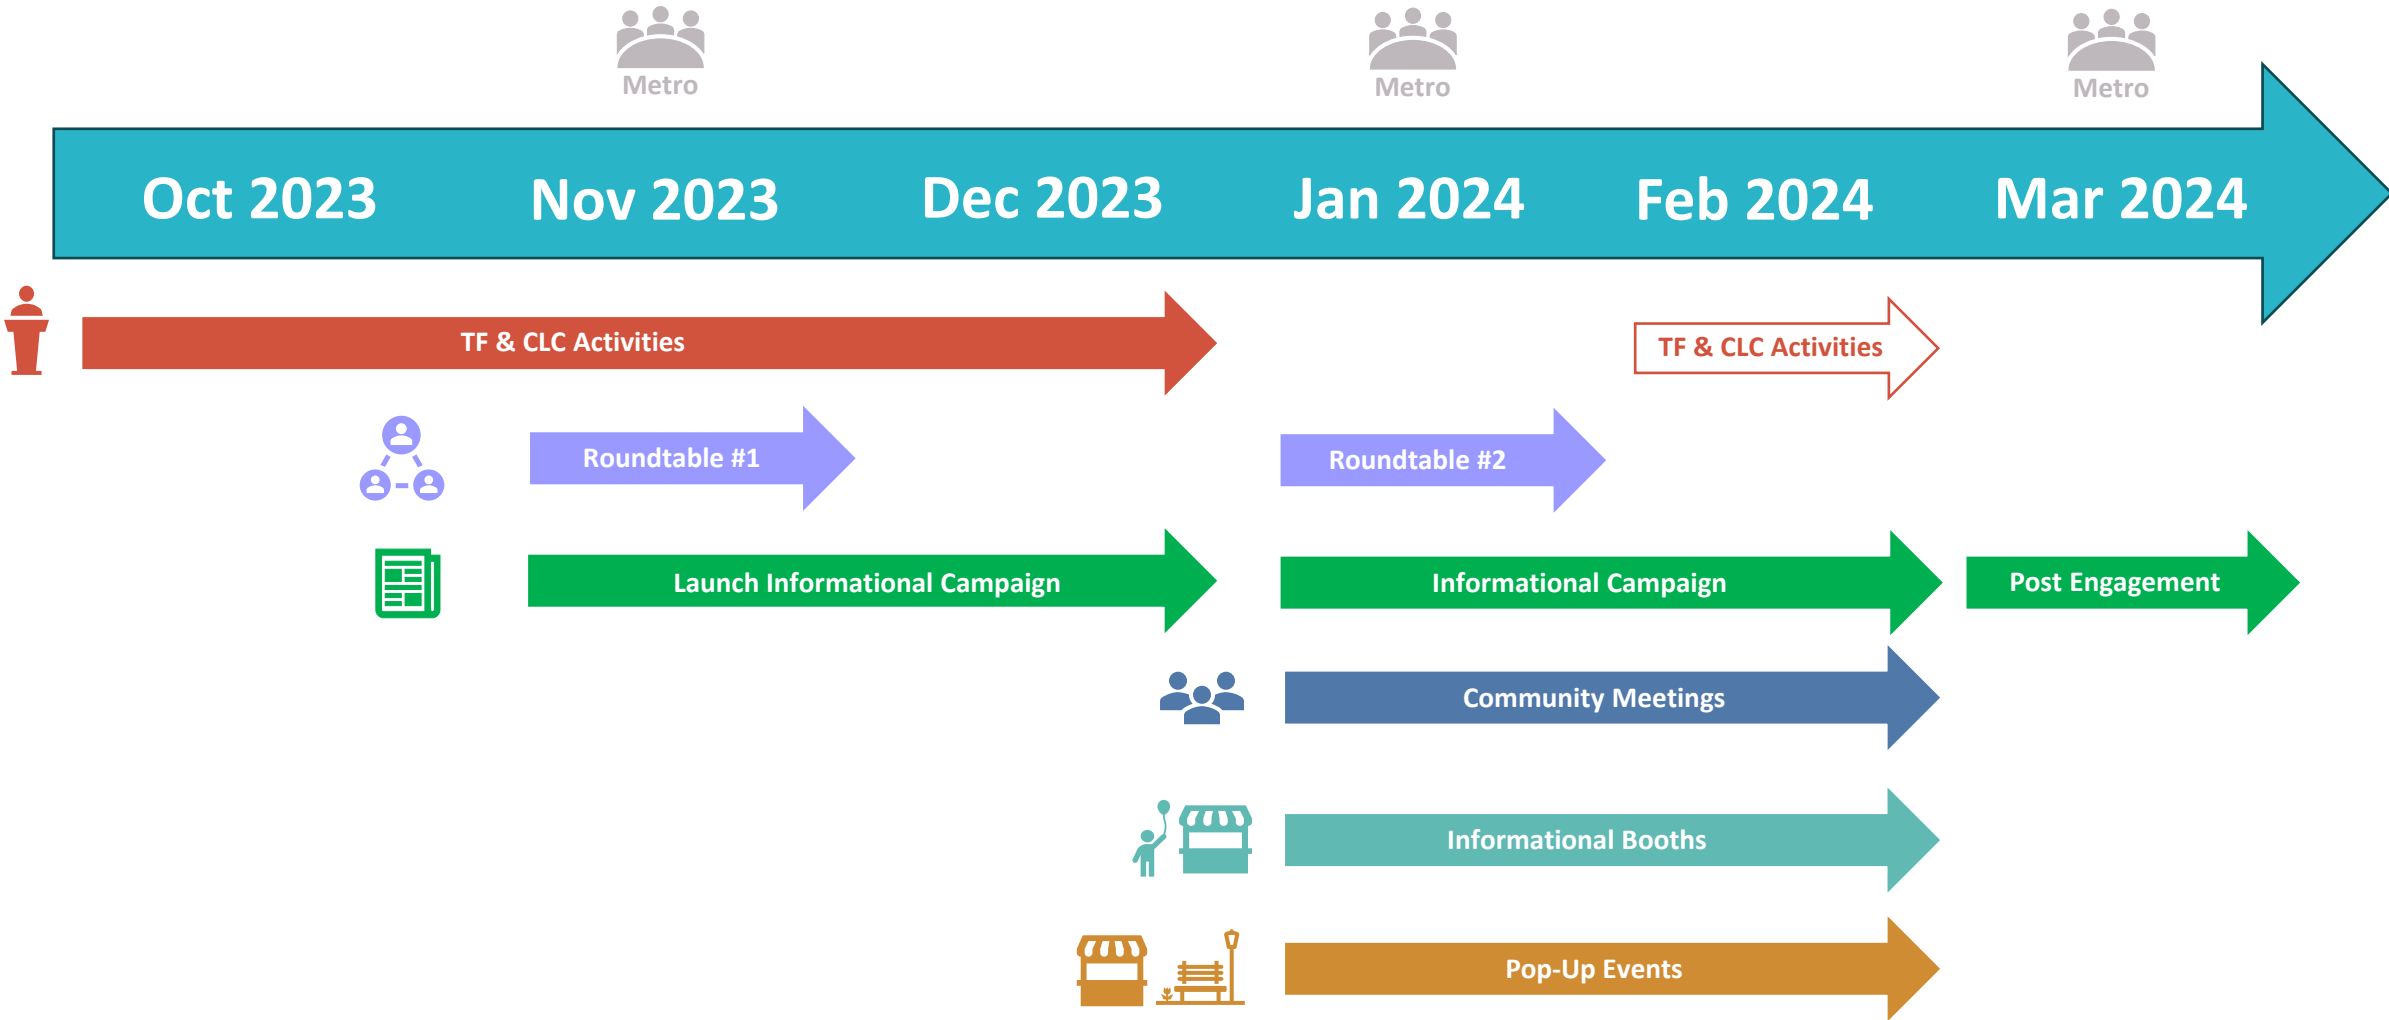 Metro
Metro
Metro
Oct 2023
Nov 2023
Dec 2023
Jan 2024
Feb 2024
Mar 2024
TF & CLC Activities
TF & CLC Activities
Roundtable #1
Roundtable #2
Launch Informational Campaign
Informational Campaign
Post Engagement
Community Meetings
Informational Booths
Pop-Up Events